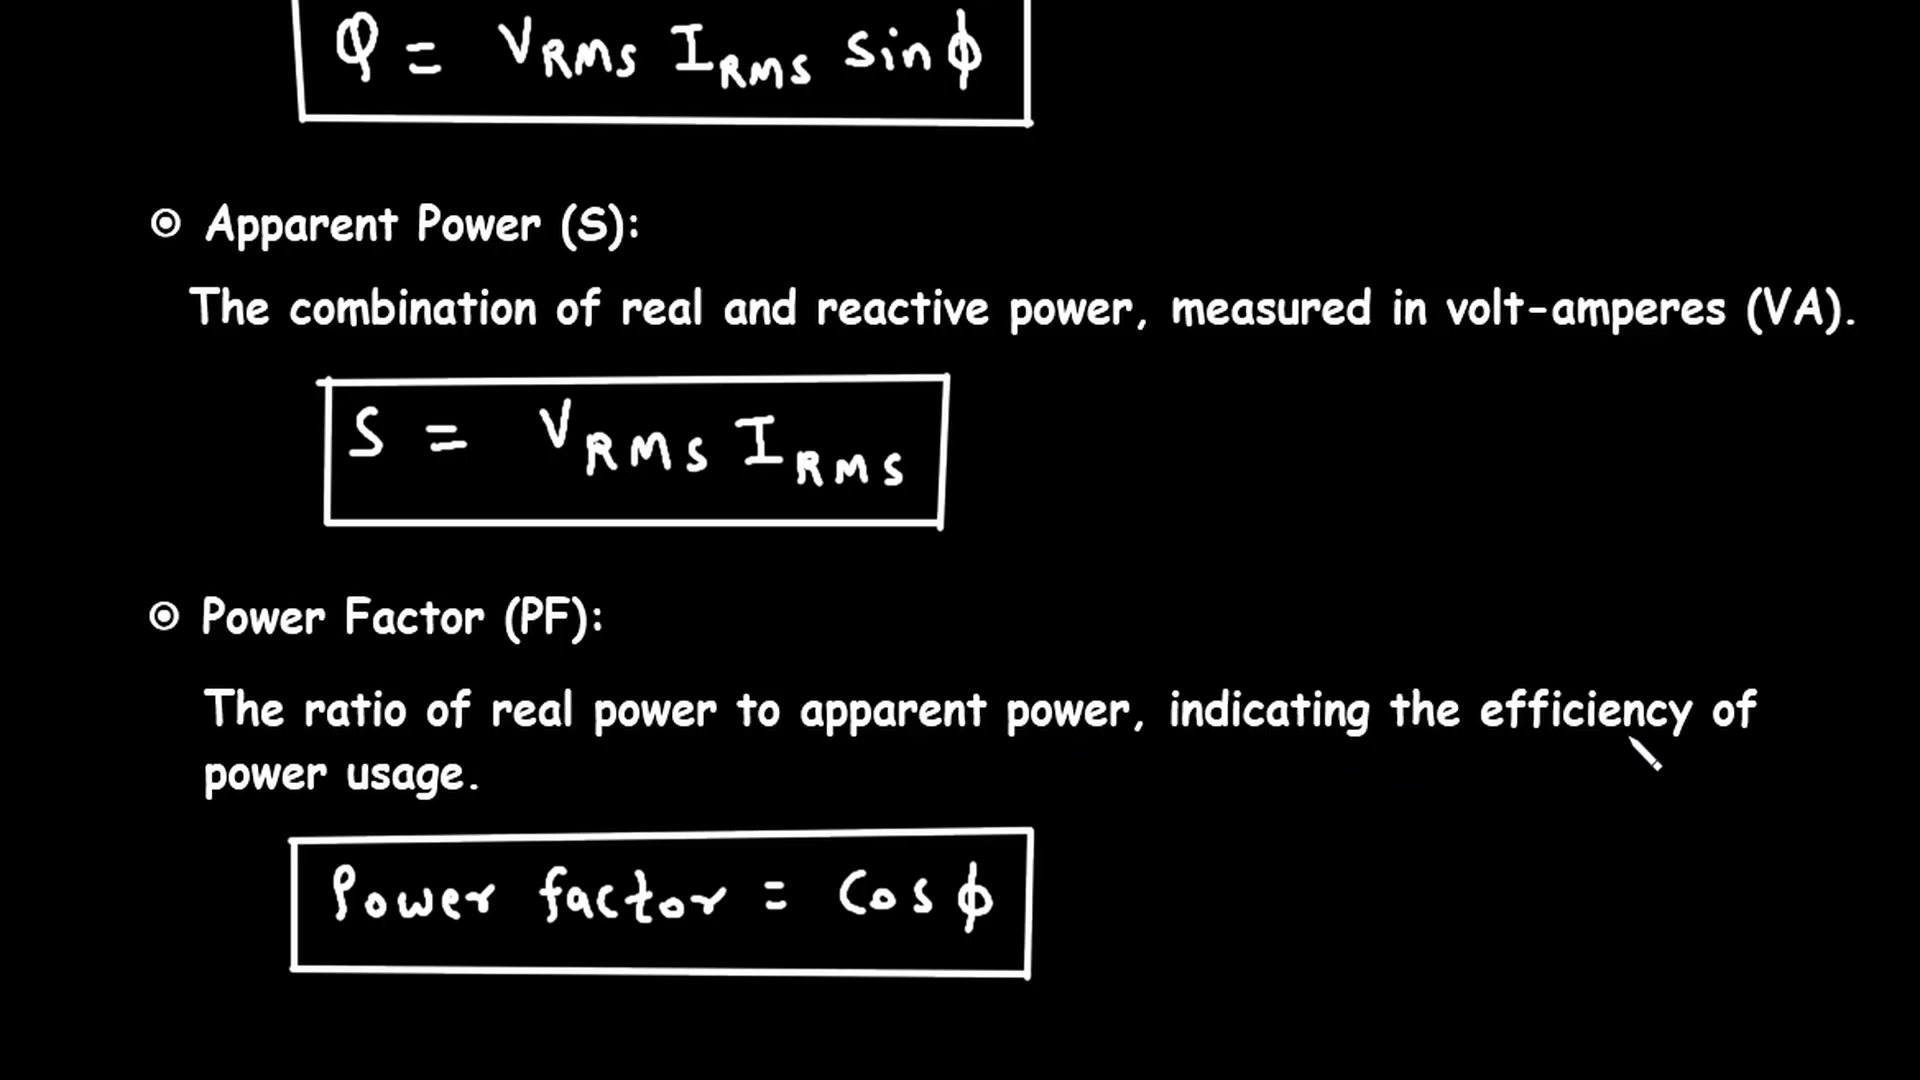 Q = VRMS IRMS sin ϕ
⦿ Apparent Power (S):
The combination of real and reactive power, measured in volt-amperes (VA).
S = VRMS IRMS
⦿ Power Factor (PF):
The ratio of real power to apparent power, indicating the efficiency of
power usage.
Power factor = Cos ϕ